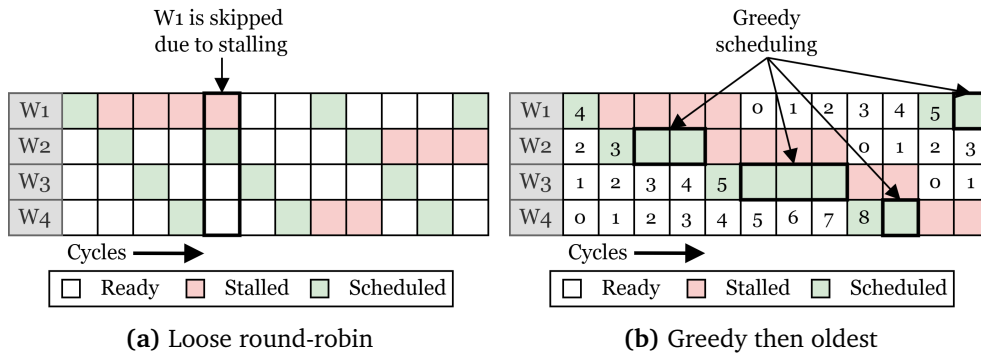 W1 is skipped
due to stalling
W1
W2
W3
W4
Cycles
Ready Stalled Scheduled
(a) Loose round-robin
Greedy
scheduling
W1 4 0 1 2 3 4 5
W2 2 3 0 1 2 3
W3 1 2 3 4 5 0 1
W4 0 1 2 3 4 5 6 7 8
Cycles
Ready Stalled Scheduled
(b) Greedy then oldest